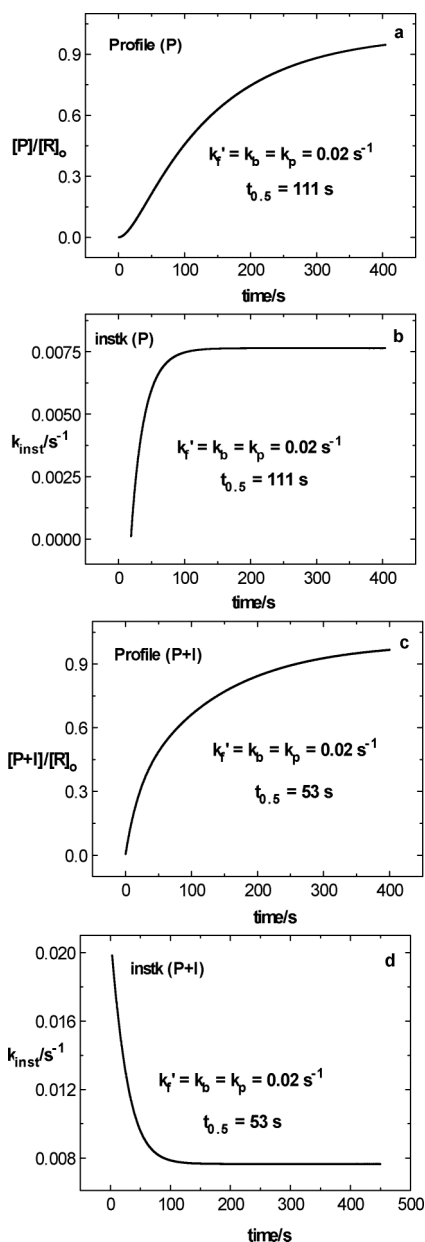 a
Profile (P)
0.9
0.6
0.3
0.0
[P]/[R]o
kf' = kb = kp = 0.02 s-1
t0.5 = 111 s
0 100 200 300 400
time/s
b
instk (P)
0.0075
0.0050
0.0025
0.0000
kinst/s-1
kf' = kb = kp = 0.02 s-1
t0.5 = 111 s
0 100 200 300 400
time/s
c
Profile (P+I)
0.9
0.6
0.3
0.0
[P+I]/[R]o
kf' = kb = kp = 0.02 s-1
t0.5 = 53 s
0 100 200 300 400
time/s
d
instk (P+I)
0.020
0.016
0.012
0.008
kinst/s-1
kf' = kb = kp = 0.02 s-1
t0.5 = 53 s
0 100 200 300 400 500
time/s